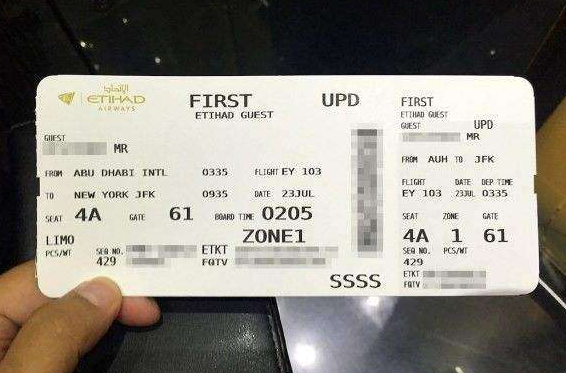 الإتحاد
ETIHAD
AIRWAYS
FIRST
UPD
ETIHAD GUEST
GUEST
MR
FROM ABU DHABI INTL 0335 FLIGHT EY 103
TO NEW YORK JFK 0935 DATE 23JUL
SEAT 4A GATE 61 BOARD TIME 0205
LIMO ZONE1
PCS/WT SEQ NO. ETKT
429 FQTV
SSSS
FIRST
ETIHAD GUEST
GUEST UPD
MR
FROM AUH TO JFK
FLIGHT DATE DEP TIME
EY 103 23JUL 0335
SEAT ZONE GATE
4A 1 61
SEQ NO. PCS/WT
429
ETKT
FQTV